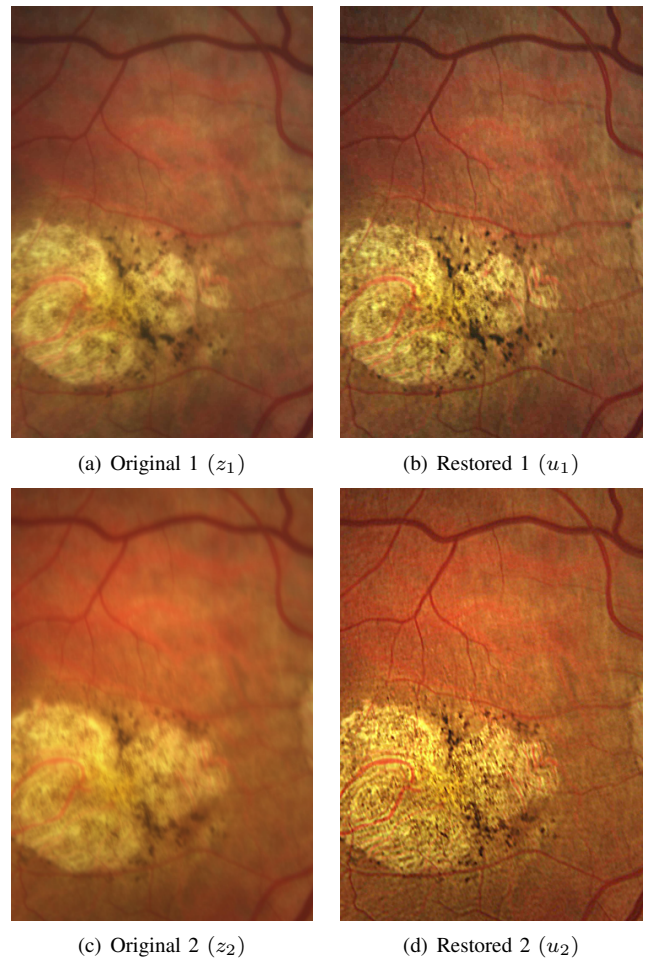 (a) Original 1 (z₁)
(b) Restored 1 (u₁)
(c) Original 2 (z₂)
(d) Restored 2 (u₂)